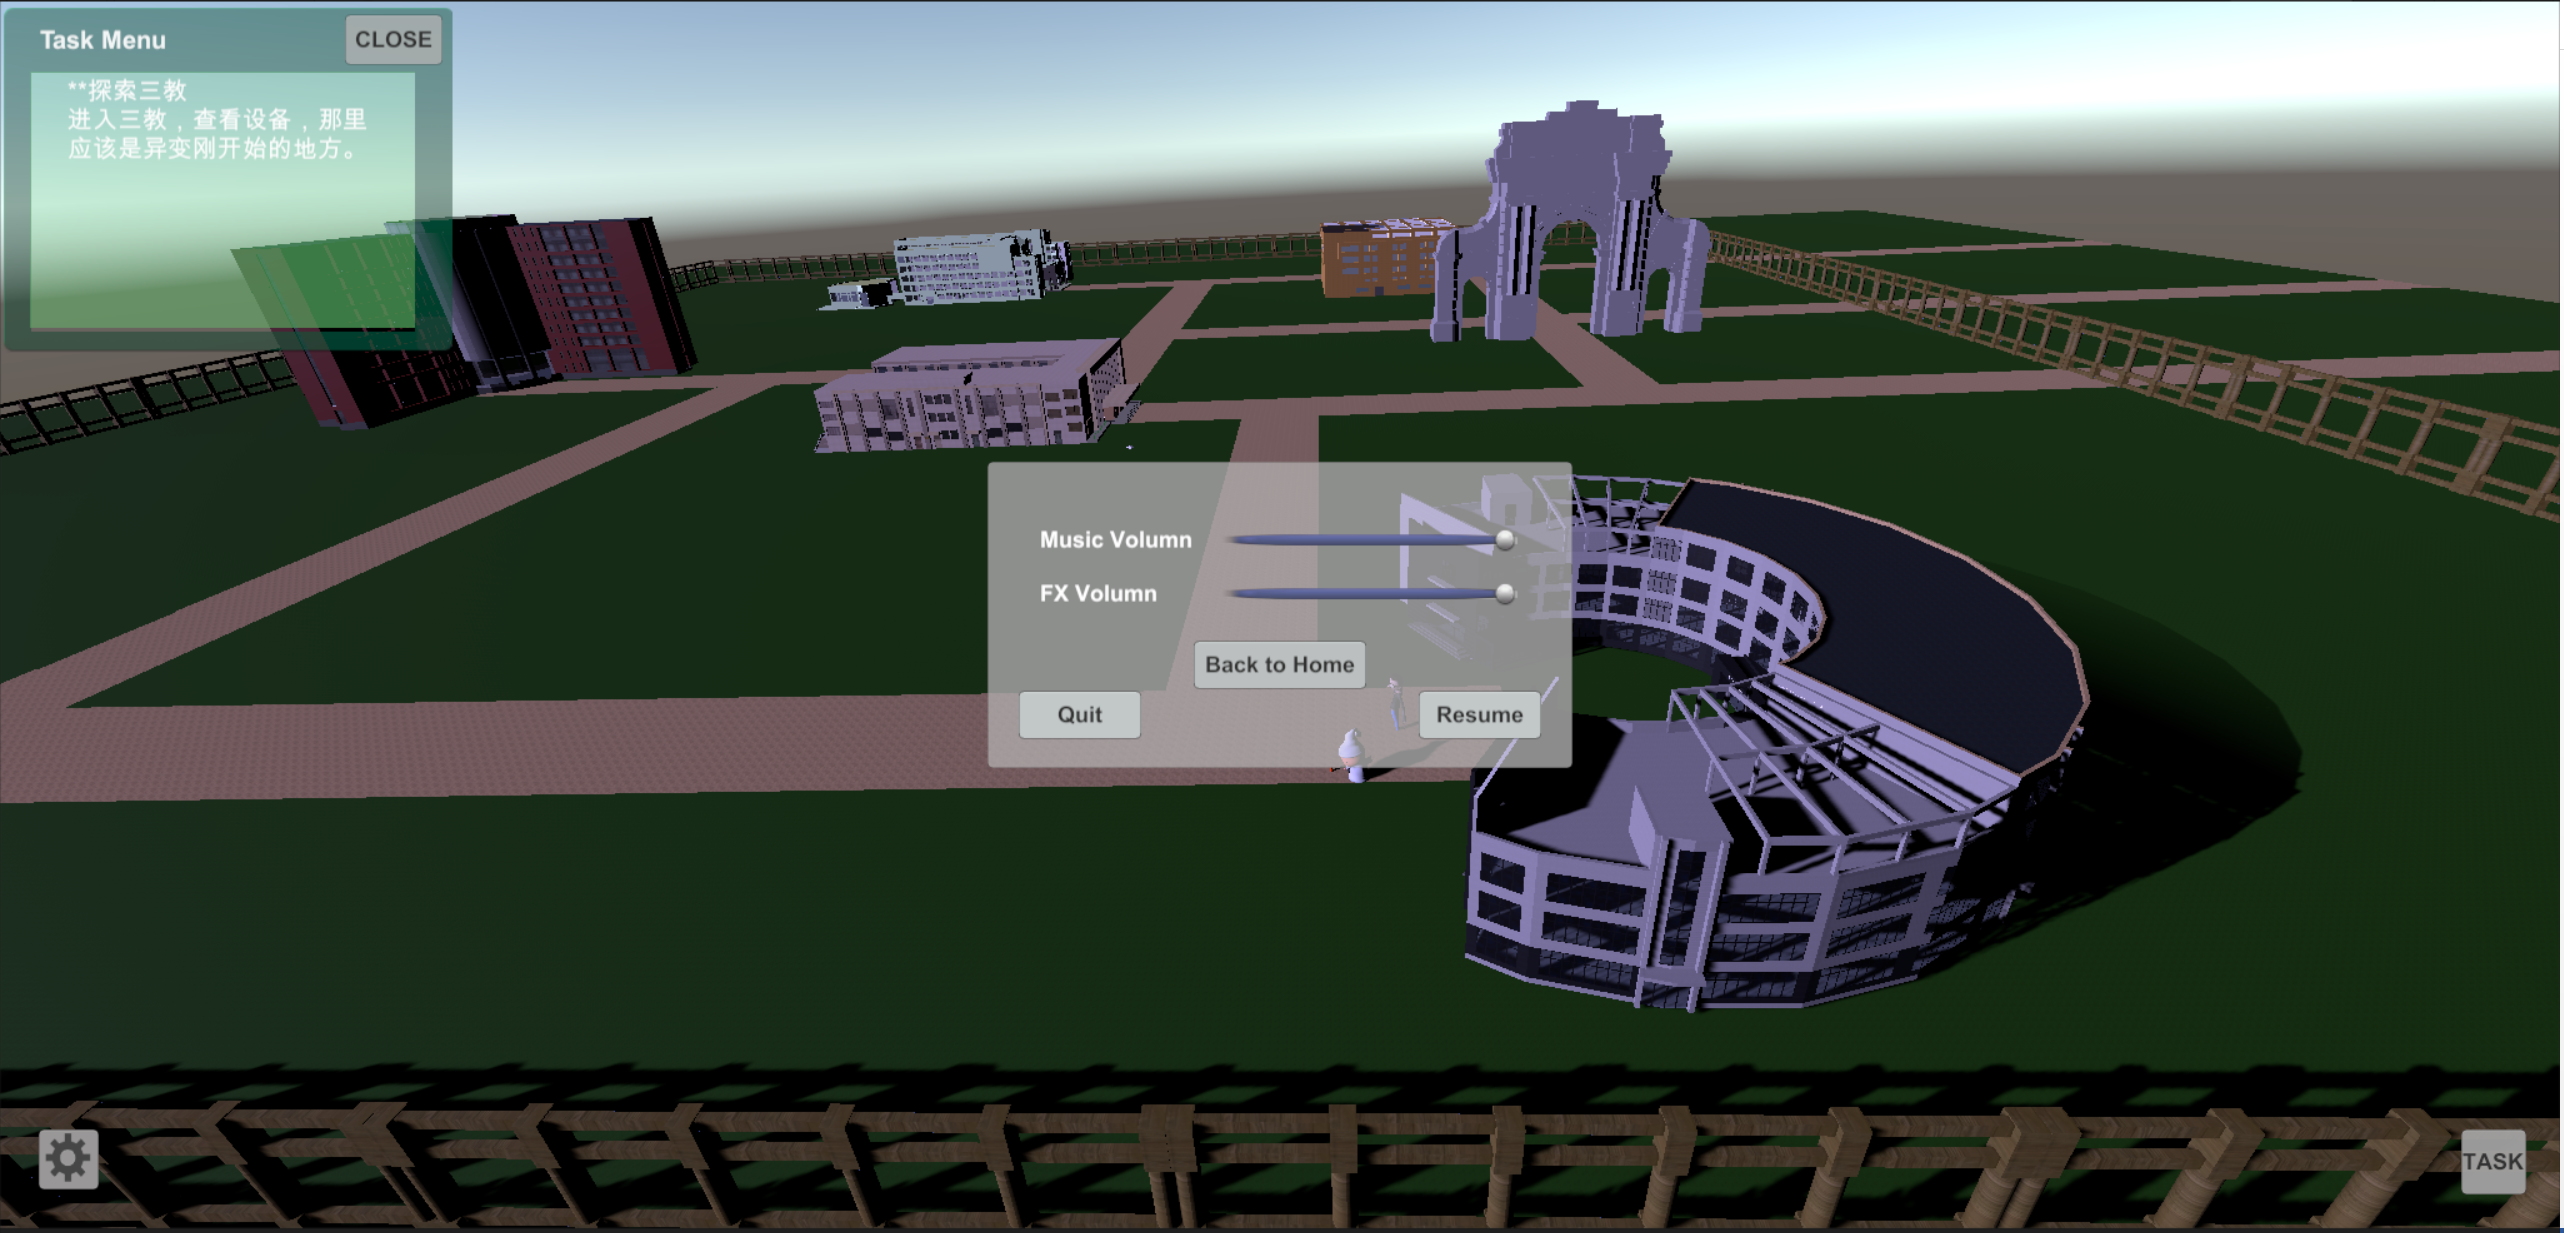 Task Menu
CLOSE
**探索三教
进入三教，查看设备，那里
应该是异变刚开始的地方。
Music Volumn
FX Volumn
Back to Home
Quit
Resume
TASK